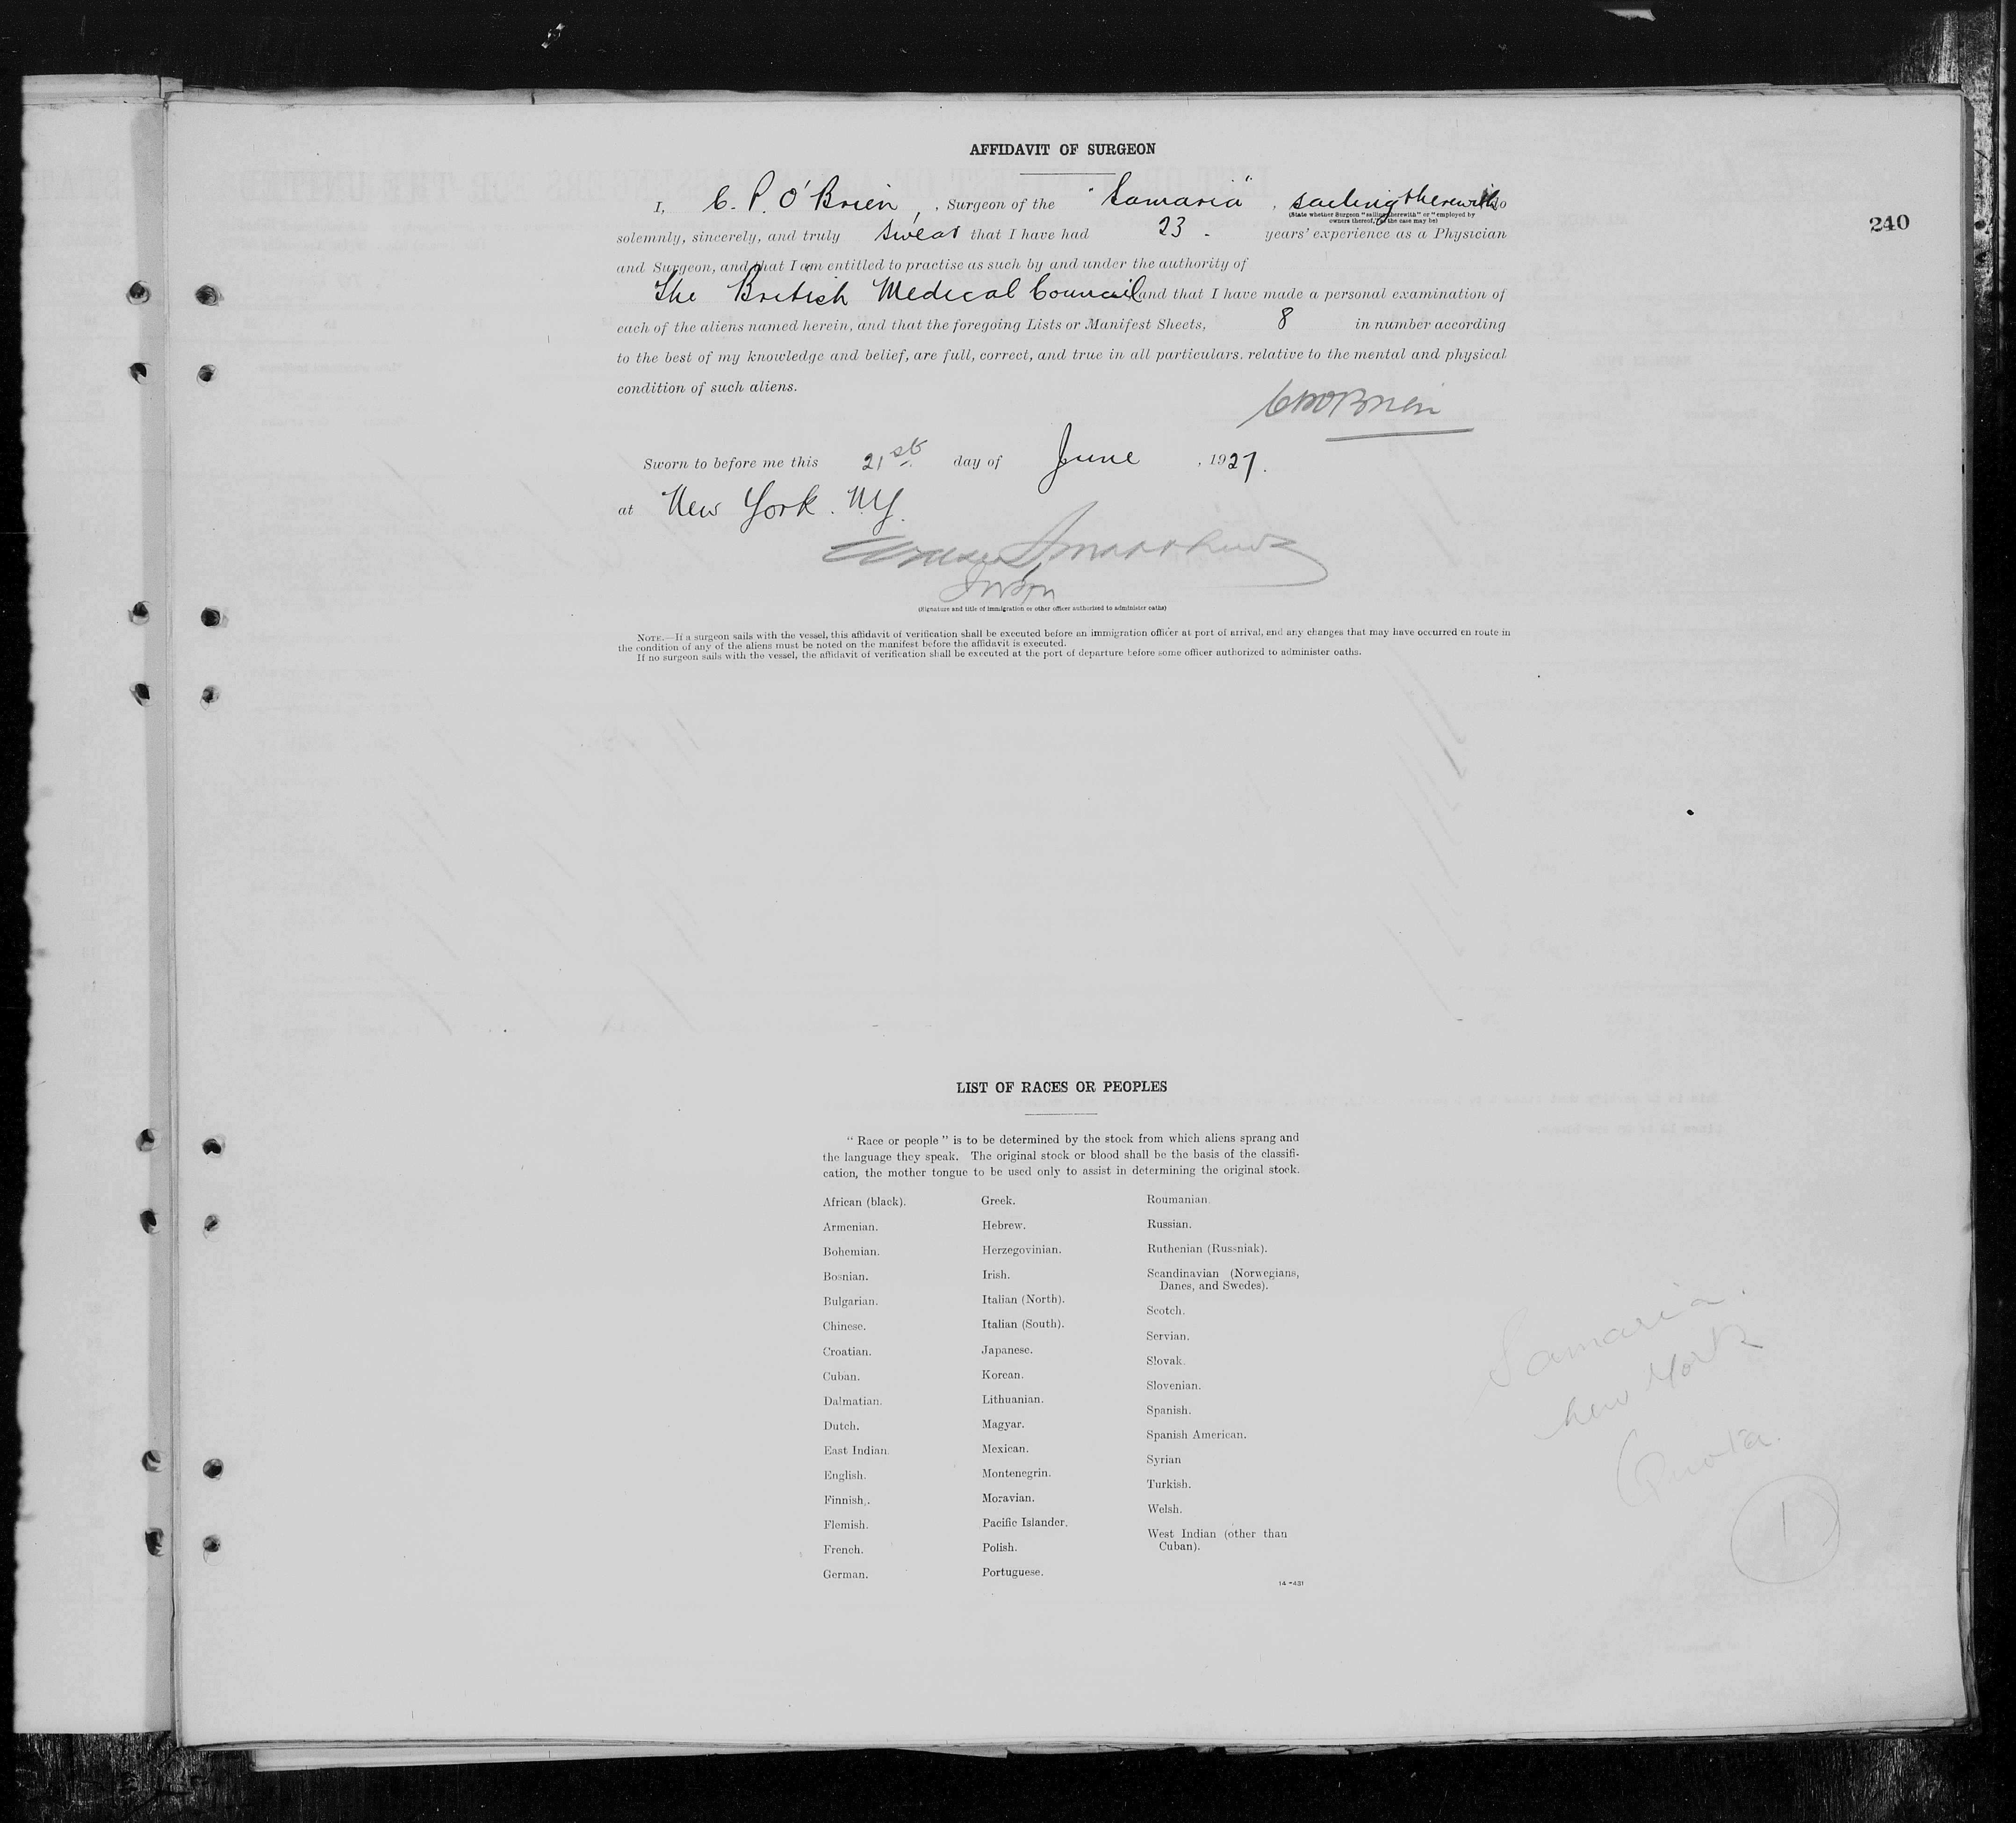 AFFIDAVIT OF SURGEON
240
I, C. P. O'Brien, , Surgeon of the "Samaria" , sailing therewith do
(State whether Surgeon "sailing therewith" or "employed by
owners thereof," as the case may be)
solemnly, sincerely, and truly swear that I have had 23 . years' experience as a Physician
and Surgeon, and that I am entitled to practise as such by and under the authority of
The British Medical Council and that I have made a personal examination of
each of the aliens named herein, and that the foregoing Lists or Manifest Sheets, 8 in number according
to the best of my knowledge and belief, are full, correct, and true in all particulars, relative to the mental and physical
condition of such aliens.
CPO'Brien
Sworn to before me this 21st day of June , 1927.
at New York. N.Y.
(Signature and title of immigration or other officer authorized to administer oaths)
NOTE.—If a surgeon sails with the vessel, this affidavit of verification shall be executed before an immigration officer at port of arrival, and any changes that may have occurred en route in
the condition of any of the aliens must be noted on the manifest before the affidavit is executed.
If no surgeon sails with the vessel, the affidavit of verification shall be executed at the port of departure before some officer authorized to administer oaths.
LIST OF RACES OR PEOPLES
"Race or people" is to be determined by the stock from which aliens sprang and
the language they speak. The original stock or blood shall be the basis of the classifi-
cation, the mother tongue to be used only to assist in determining the original stock.
African (black).
Armenian.
Bohemian.
Bosnian.
Bulgarian.
Chinese.
Croatian.
Cuban.
Dalmatian.
Dutch.
East Indian.
English.
Finnish.
Flemish.
French.
German.
Greek.
Hebrew.
Herzegovinian.
Irish.
Italian (North).
Italian (South).
Japanese.
Korean.
Lithuanian.
Magyar.
Mexican.
Montenegrin.
Moravian.
Pacific Islander.
Polish.
Portuguese.
Roumanian.
Russian.
Ruthenian (Russniak).
Scandinavian (Norwegians,
Danes, and Swedes).
Scotch.
Servian.
Slovak.
Slovenian.
Spanish.
Spanish American.
Syrian
Turkish.
Welsh.
West Indian (other than
Cuban).
14-431
Samaria.
New York
Quota.
1